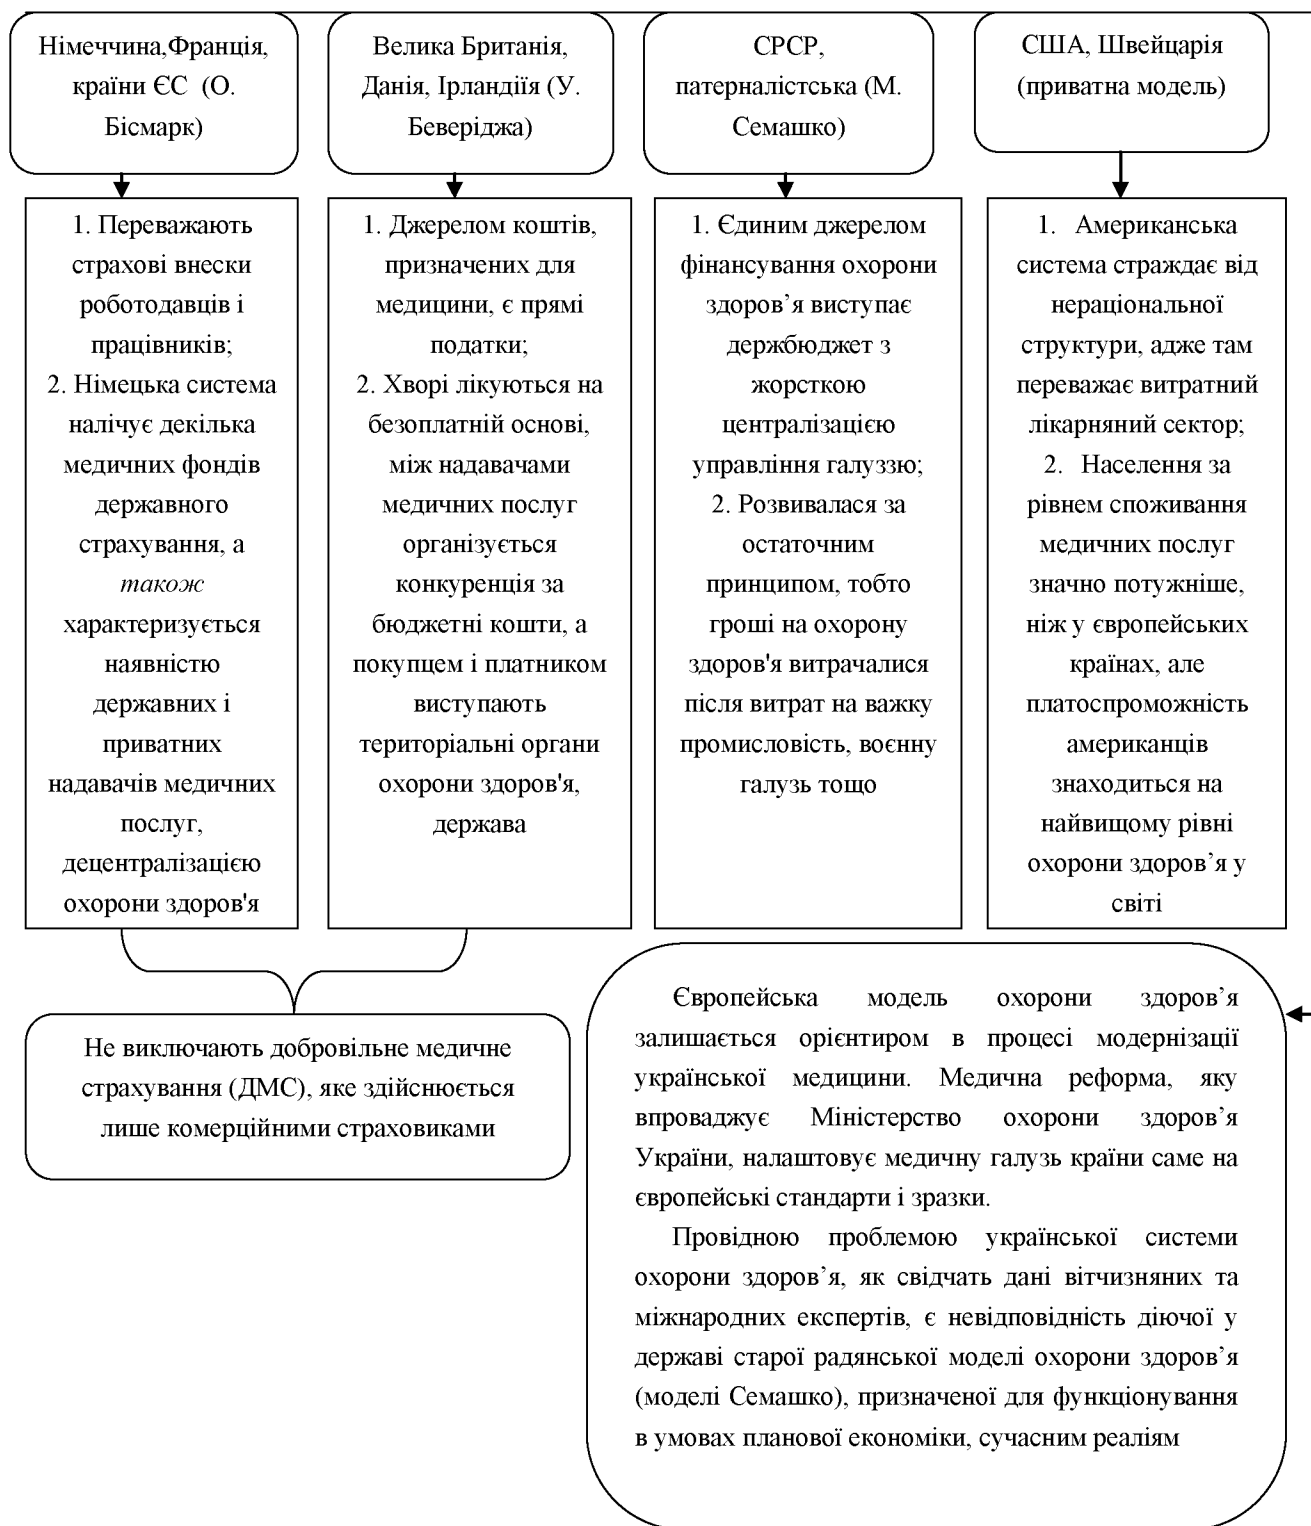 Німеччина,Франція,
країни ЄС (О.
Бісмарк)
Велика Британія,
Данія, Ірландіїя (У.
Бевериджа)
СРСР,
патерналістська (М.
Семашко)
США, Швейцарія
(приватна модель)
1. Переважають
страхові внески
роботодавців і
працівників;
2. Німецька система
налічує декілька
медичних фондів
державного
страхування, а
також
характеризується
наявністю
державних і
приватних
надавачів медичних
послуг,
децентралізацією
охорони здоров'я
1. Джерелом коштів,
призначених для
медицини, є прямі
податки;
2. Хворі лікуються на
безоплатній основі,
між надавачами
медичних послуг
організується
конкуренція за
бюджетні кошти, а
покупцем і платником
виступають
територіальні органи
охорони здоров'я,
держава
1. Єдиним джерелом
фінансування охорони
здоров’я виступає
держбюджет з
жорсткою
централізацією
управління галуззю;
2. Розвивалася за
остаточним
принципом, тобто
гроші на охорону
здоров'я витрачалися
після витрат на важку
промисловість, воєнну
галузь тощо
1. Американська
система страждає від
нераціональної
структури, адже там
переважає витратний
лікарняний сектор;
2. Населення за
рівнем споживання
медичних послуг
значно потужніше,
ніж у європейських
країнах, але
платоспроможність
американців
знаходиться на
найвищому рівні
охорони здоров’я у
світі
Не виключають добровільне медичне
страхування (ДМС), яке здійснюється
лише комерційними страховиками
Європейська модель охорони здоров’я
залишається орієнтиром в процесі модернізації
української медицини. Медична реформа, яку
впроваджує Міністерство охорони здоров’я
України, налаштовує медичну галузь країни саме на
європейські стандарти і зразки.
Провідною проблемою української системи
охорони здоров’я, як свідчать дані вітчизняних та
міжнародних експертів, є невідповідність діючої у
державі старої радянської моделі охорони здоров’я
(моделі Семашко), призначеної для функціонування
в умовах планової економіки, сучасним реаліям